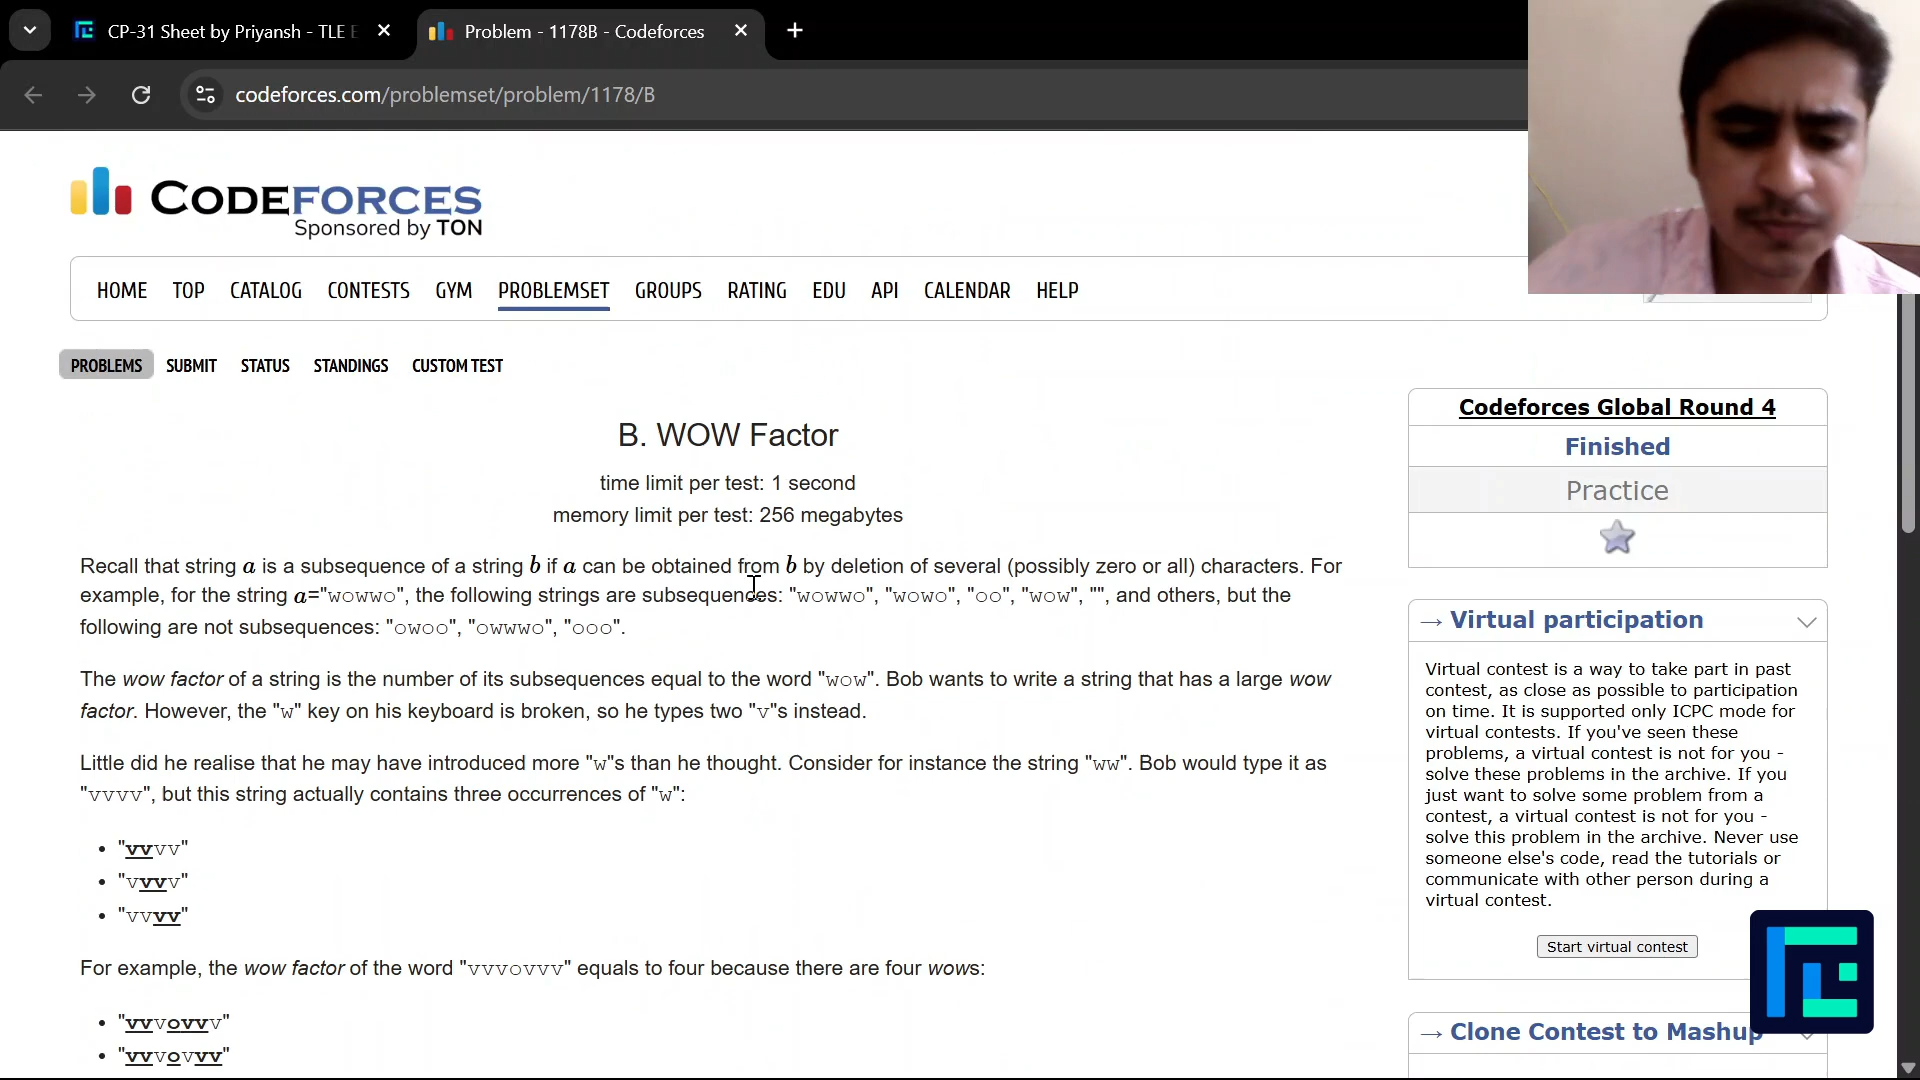 CP-31 Sheet by Priyansh - TLE E
Problem - 1178B - Codeforces
codeforces.com/problemset/problem/1178/B
CODEFORCES
Sponsored by TON
HOME TOP CATALOG CONTESTS GYM PROBLEMSET GROUPS RATING EDU API CALENDAR HELP
PROBLEMS SUBMIT STATUS STANDINGS CUSTOM TEST
B. WOW Factor
time limit per test: 1 second
memory limit per test: 256 megabytes
Recall that string a is a subsequence of a string b if a can be obtained from b by deletion of several (possibly zero or all) characters. For
example, for the string a="wowwo", the following strings are subsequences: "wowwo", "wowo", "oo", "wow", "", and others, but the
following are not subsequences: "owoo", "owwwo", "ooo".
The wow factor of a string is the number of its subsequences equal to the word "wow". Bob wants to write a string that has a large wow
factor. However, the "w" key on his keyboard is broken, so he types two "v"s instead.
Little did he realise that he may have introduced more "w"s than he thought. Consider for instance the string "ww". Bob would type it as
"vvvv", but this string actually contains three occurrences of "w":
• "vvvv"
• "vvvv"
• "vvvv"
For example, the wow factor of the word "vvvovvv" equals to four because there are four wows:
• "vvvovvv"
• "vvvovvv"
Codeforces Global Round 4
Finished
Practice
→ Virtual participation
Virtual contest is a way to take part in past
contest, as close as possible to participation
on time. It is supported only ICPC mode for
virtual contests. If you've seen these
problems, a virtual contest is not for you -
solve these problems in the archive. If you
just want to solve some problem from a
contest, a virtual contest is not for you -
solve this problem in the archive. Never use
someone else's code, read the tutorials or
communicate with other person during a
virtual contest.
Start virtual contest
→ Clone Contest to Mashup